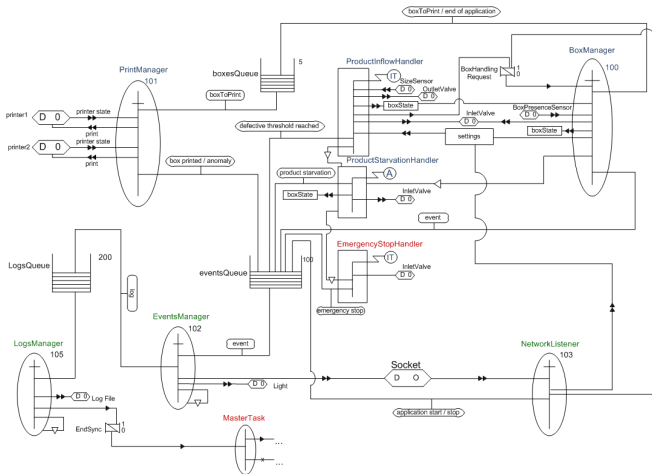 boxToPrint / end of application
5
boxesQueue
boxToPrint
PrintManager
101
printer1
D 0
printer state
print
printer2
D 0
printer state
print
box printed / anomaly
defective threshold reached
ProductInflowHandler
IT
SizeSensor
D 0
OutletValve
D 0
boxState
InletValve
D 0
settings
BoxHandling
Request
1
0
BoxManager
100
BoxPresenceSensor
D 0
boxState
ProductStarvationHandler
A
product starvation
boxState
InletValve
D 0
event
EmergencyStopHandler
IT
InletValve
D 0
emergency stop
eventsQueue
100
LogsQueue
200
log
EventsManager
102
event
D 0
Light
LogsManager
105
D 0
Log File
EndSync
1
0
MasterTask
...
...
Socket
D O
application start / stop
NetworkListener
103